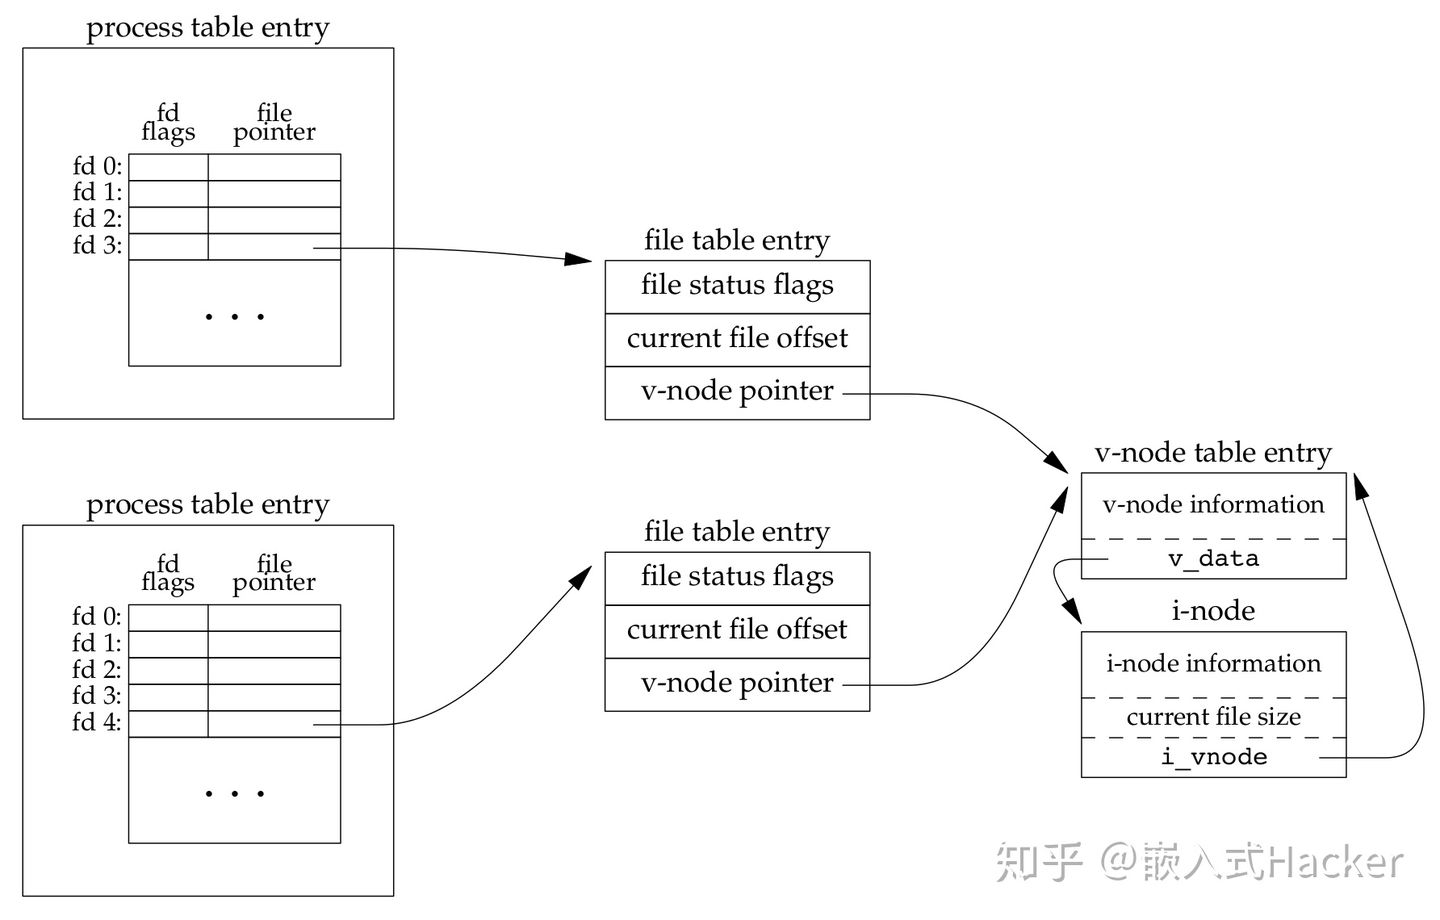 process table entry
fd
flags
file
pointer
fd 0:
fd 1:
fd 2:
fd 3:
. . .
file table entry
file status flags
current file offset
v-node pointer
v-node table entry
v-node information
v_data
i-node
i-node information
current file size
i_vnode
process table entry
fd
flags
file
pointer
fd 0:
fd 1:
fd 2:
fd 3:
fd 4:
. . .
file table entry
file status flags
current file offset
v-node pointer
知乎 @嵌入式Hacker